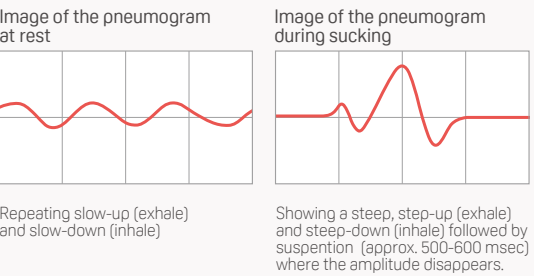 Image of the pneumogram
at rest
Image of the pneumogram
during sucking
Repeating slow-up (exhale)
and slow-down (inhale)
Showing a steep, step-up (exhale)
and steep-down (inhale) followed by
suspention (approx. 500-600 msec)
where the amplitude disappears.